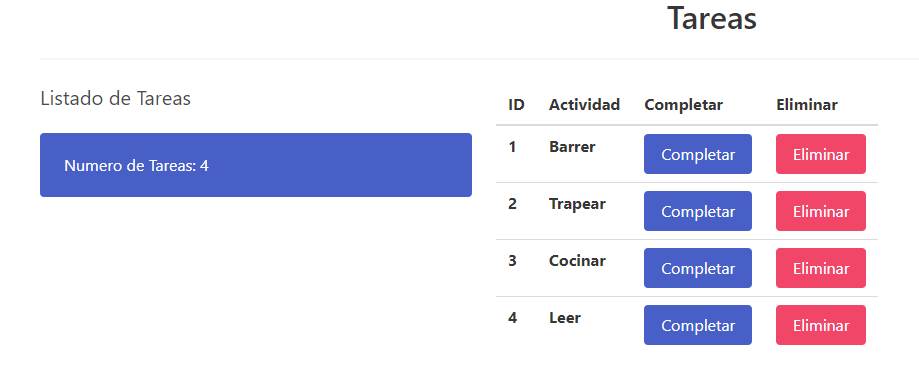 Tareas
Listado de Tareas
Numero de Tareas: 4
ID Actividad Completar Eliminar
1 Barrer Completar Eliminar
2 Trapear Completar Eliminar
3 Cocinar Completar Eliminar
4 Leer Completar Eliminar